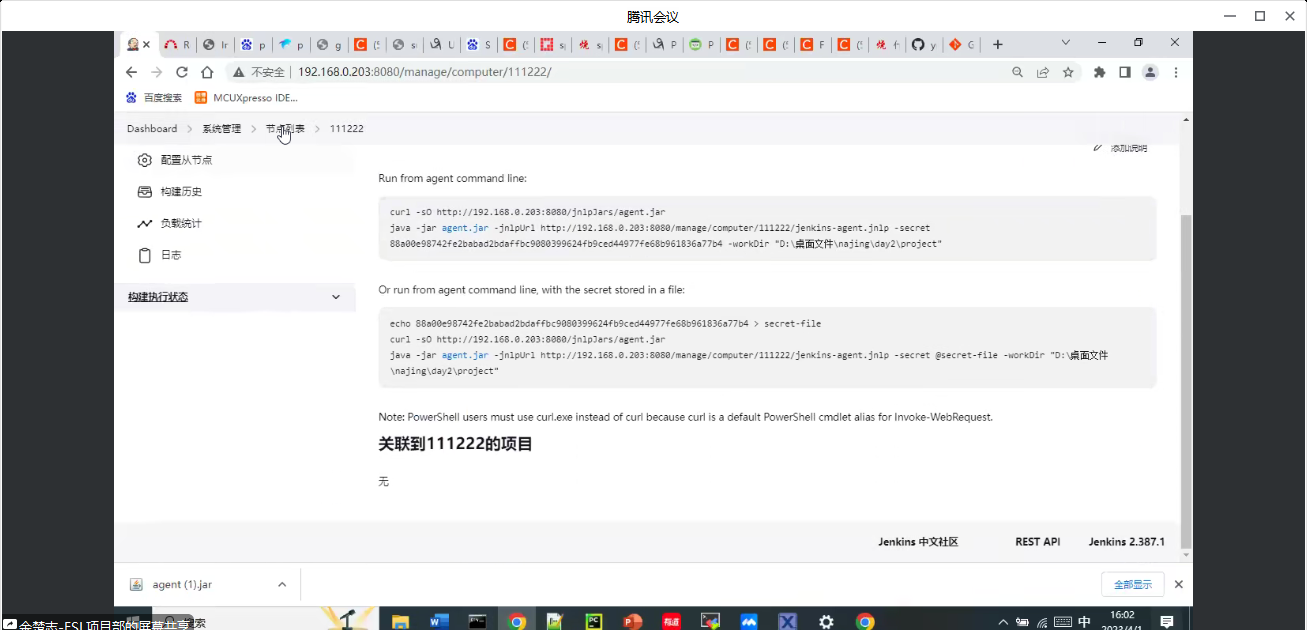 腾讯会议
不安全 | 192.168.0.203:8080/manage/computer/111222/
百度搜索 MCUXpresso IDE...
Dashboard 系统管理 节点列表 111222
添加说明
配置从节点
构建历史
负载统计
日志
构建执行状态
Run from agent command line:
curl -sO http://192.168.0.203:8080/jnlpJars/agent.jar
java -jar agent.jar -jnlpUrl http://192.168.0.203:8080/manage/computer/111222/jenkins-agent.jnlp -secret
88a00e98742fe2babad2bdaffbc9080399624fb9ced44977fe68b961836a77b4 -workDir "D:\桌面文件\najing\day2\project"
Or run from agent command line, with the secret stored in a file:
echo 88a00e98742fe2babad2bdaffbc9080399624fb9ced44977fe68b961836a77b4 > secret-file
curl -sO http://192.168.0.203:8080/jnlpJars/agent.jar
java -jar agent.jar -jnlpUrl http://192.168.0.203:8080/manage/computer/111222/jenkins-agent.jnlp -secret @secret-file -workDir "D:\桌面文件
\najing\day2\project"
Note: PowerShell users must use curl.exe instead of curl because curl is a default PowerShell cmdlet alias for Invoke-WebRequest.
关联到111222的项目
无
Jenkins 中文社区 REST API Jenkins 2.387.1
agent (1).jar 全部显示
中 16:02
2023/4/1
余楚志-ESL项目部的屏幕共享 搜索